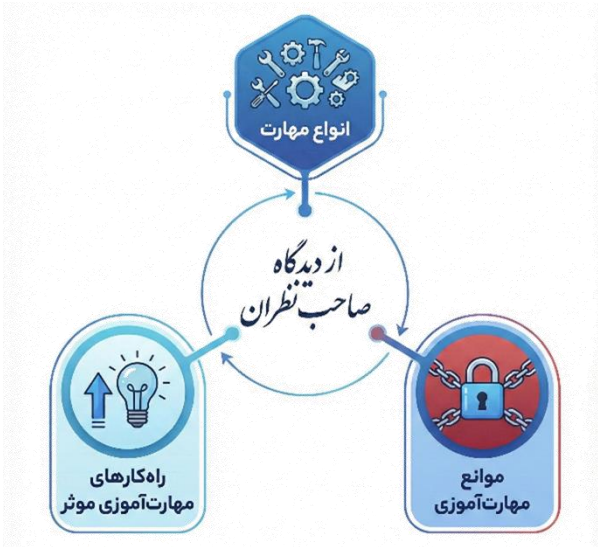 انواع مهارت
از دیدگاه
صاحب‌نظران
راه‌کارهای
مهارت‌آموزی موثر
موانع
مهارت‌آموزی